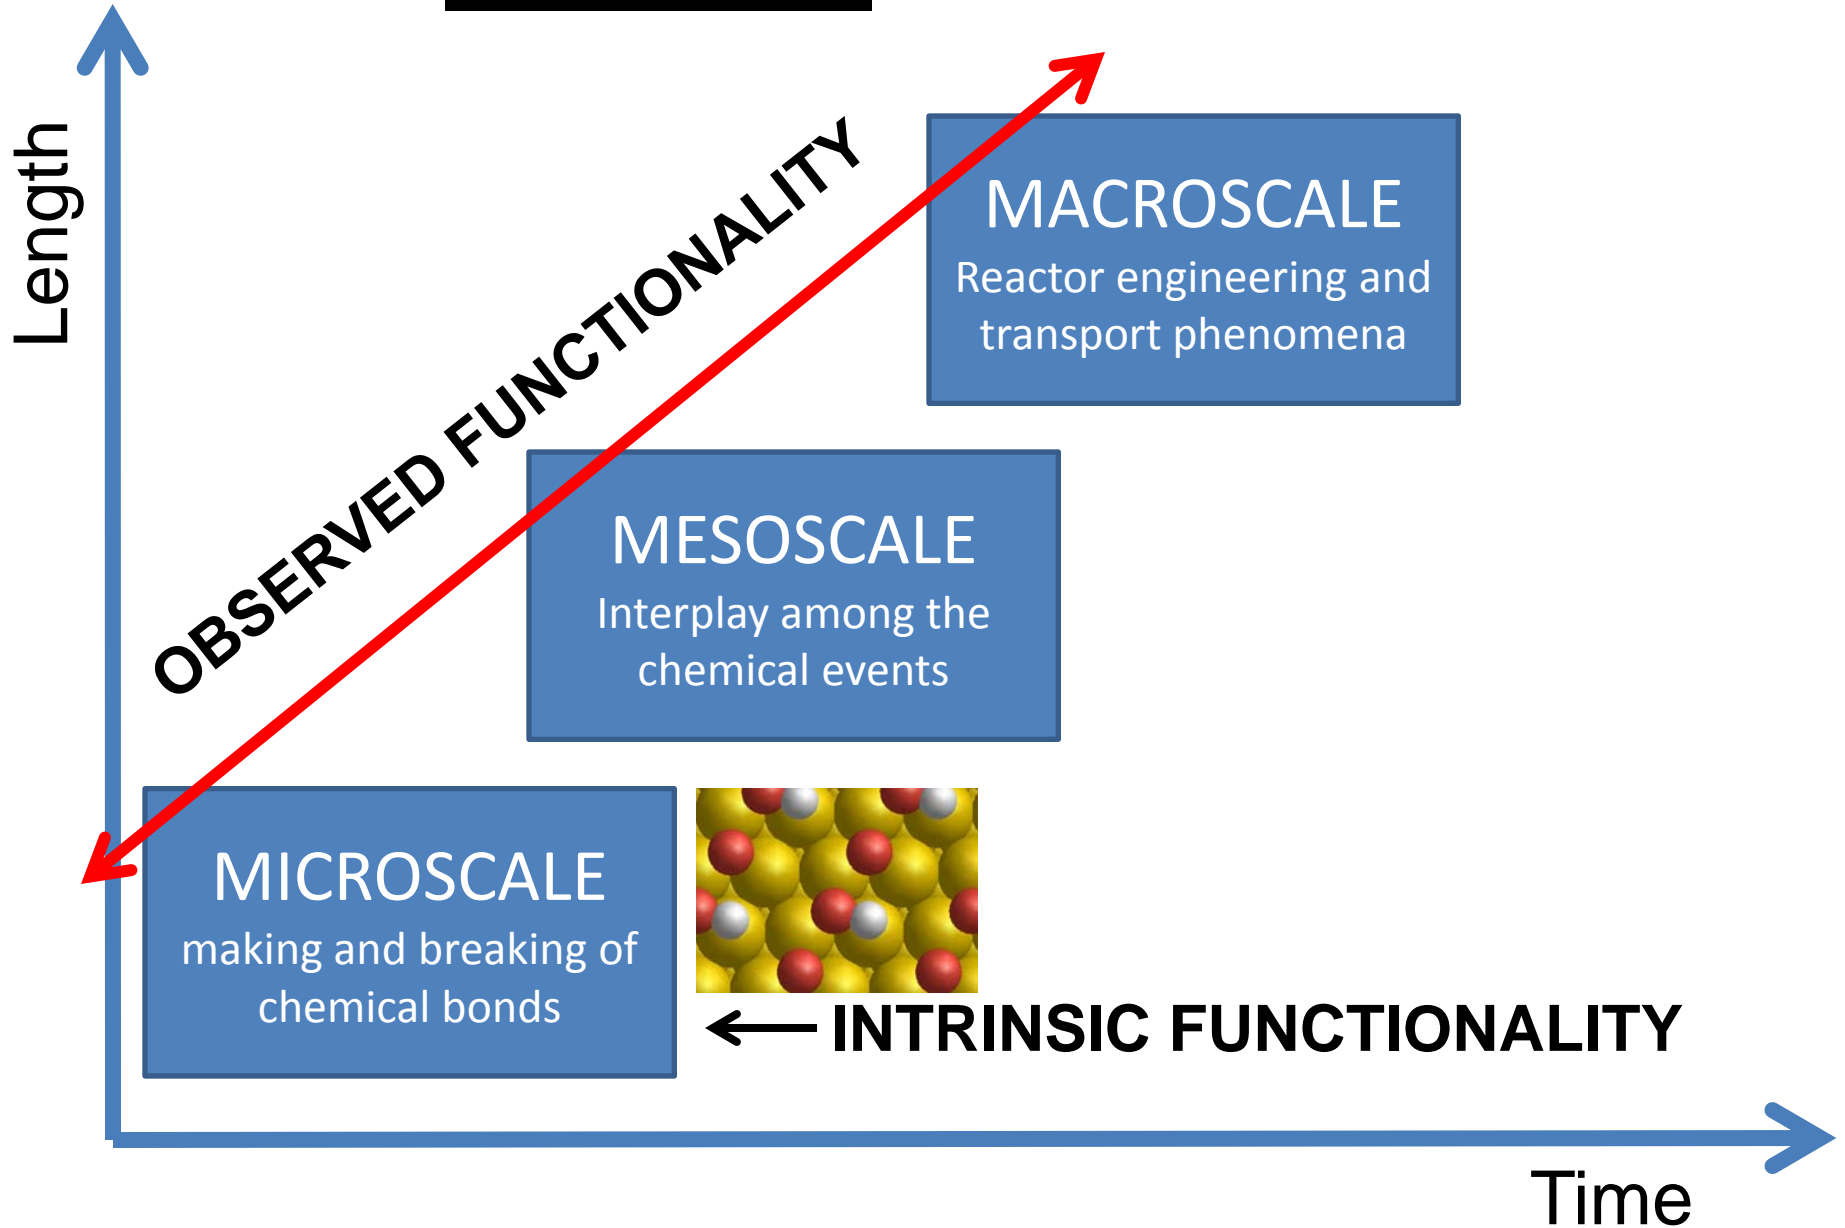 Length
OBSERVED FUNCTIONALITY
MACROSCALE
Reactor engineering and
transport phenomena
MESOSCALE
Interplay among the
chemical events
MICROSCALE
making and breaking of
chemical bonds
INTRINSIC FUNCTIONALITY
Time